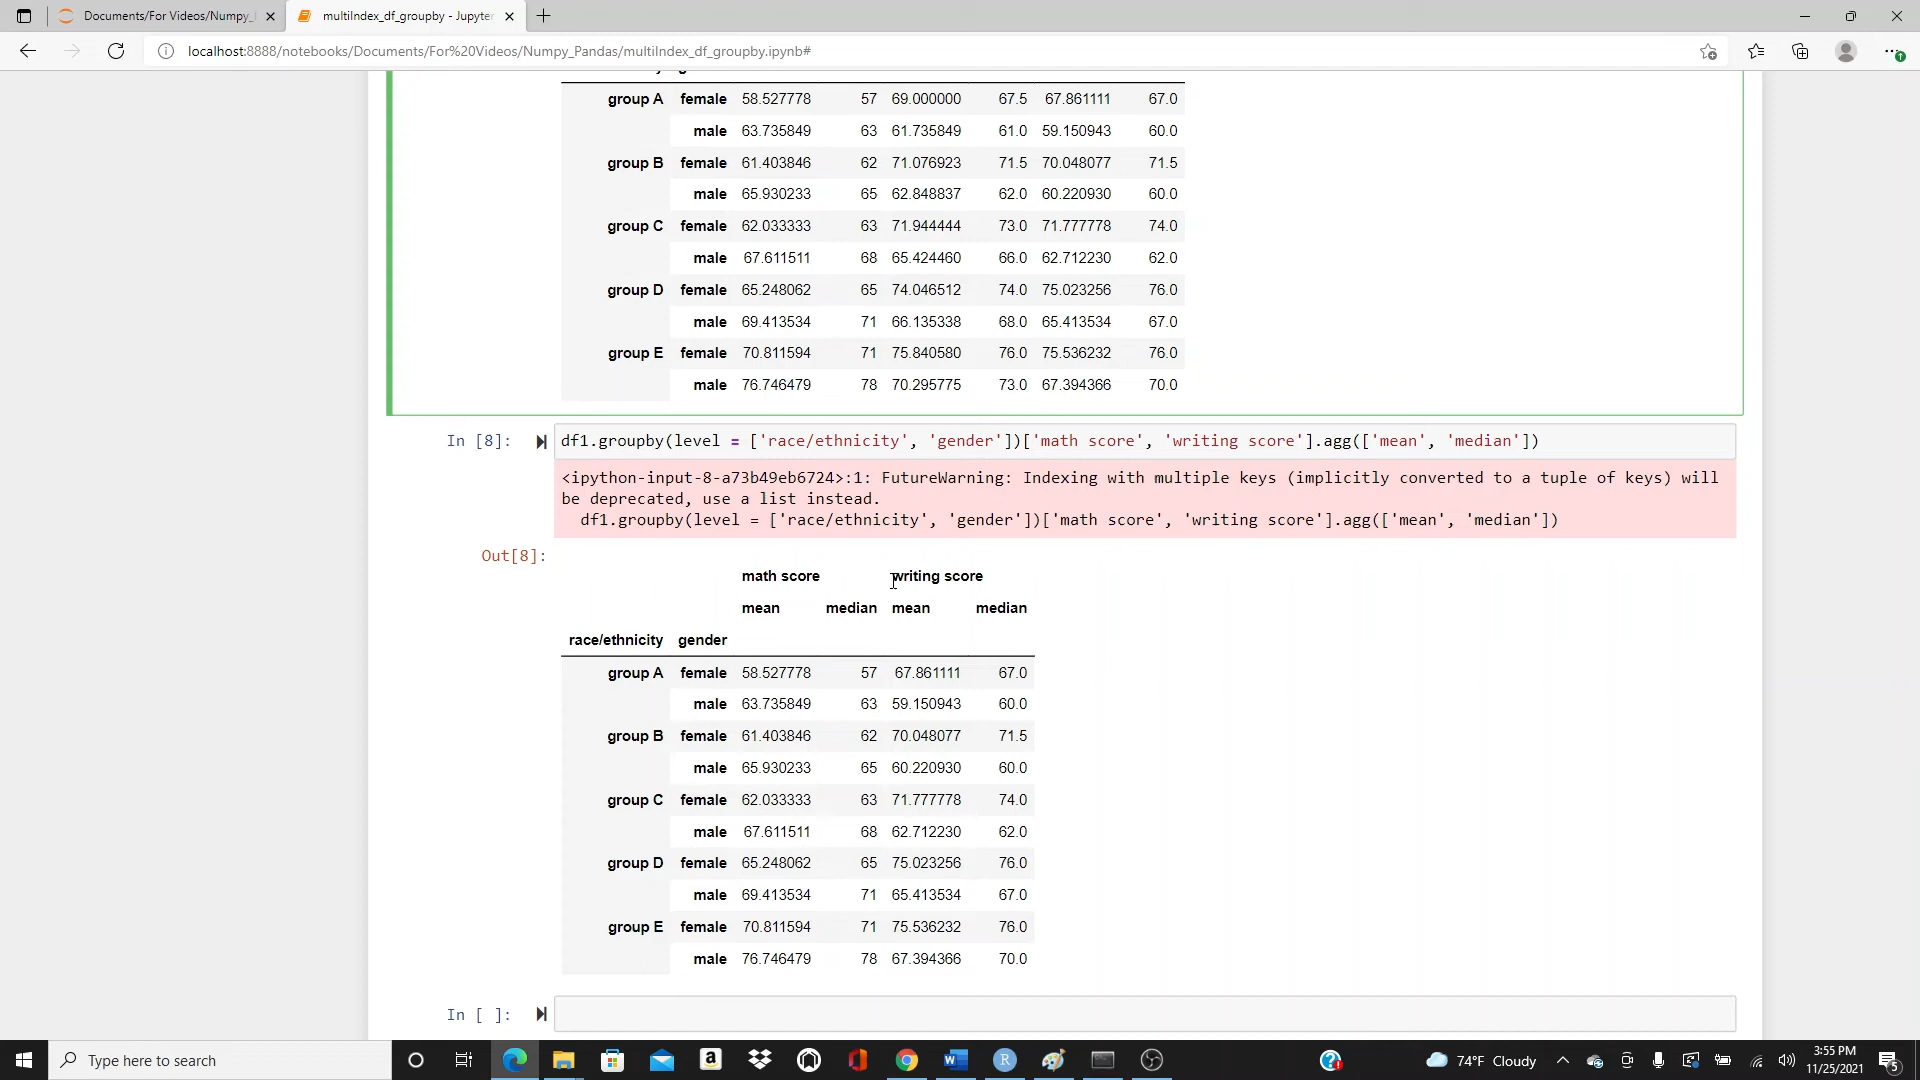 Documents/For Videos/Numpy_
multiIndex_df_groupby - Jupyter
localhost:8888/notebooks/Documents/For%20Videos/Numpy_Pandas/multiIndex_df_groupby.ipynb#
group A female 58.527778 57 69.000000 67.5 67.861111 67.0
male 63.735849 63 61.735849 61.0 59.150943 60.0
group B female 61.403846 62 71.076923 71.5 70.048077 71.5
male 65.930233 65 62.848837 62.0 60.220930 60.0
group C female 62.033333 63 71.944444 73.0 71.777778 74.0
male 67.611511 68 65.424460 66.0 62.712230 62.0
group D female 65.248062 65 74.046512 74.0 75.023256 76.0
male 69.413534 71 66.135338 68.0 65.413534 67.0
group E female 70.811594 71 75.840580 76.0 75.536232 76.0
male 76.746479 78 70.295775 73.0 67.394366 70.0
In [8]: df1.groupby(level = ['race/ethnicity', 'gender'])['math score', 'writing score'].agg(['mean', 'median'])
<ipython-input-8-a73b49eb6724>:1: FutureWarning: Indexing with multiple keys (implicitly converted to a tuple of keys) will
be deprecated, use a list instead.
df1.groupby(level = ['race/ethnicity', 'gender'])['math score', 'writing score'].agg(['mean', 'median'])
Out[8]:
math score writing score
mean median mean median
race/ethnicity gender
group A female 58.527778 57 67.861111 67.0
male 63.735849 63 59.150943 60.0
group B female 61.403846 62 70.048077 71.5
male 65.930233 65 60.220930 60.0
group C female 62.033333 63 71.777778 74.0
male 67.611511 68 62.712230 62.0
group D female 65.248062 65 75.023256 76.0
male 69.413534 71 65.413534 67.0
group E female 70.811594 71 75.536232 76.0
male 76.746479 78 67.394366 70.0
In [ ]:
Type here to search
74°F Cloudy
3:55 PM
11/25/2021
5